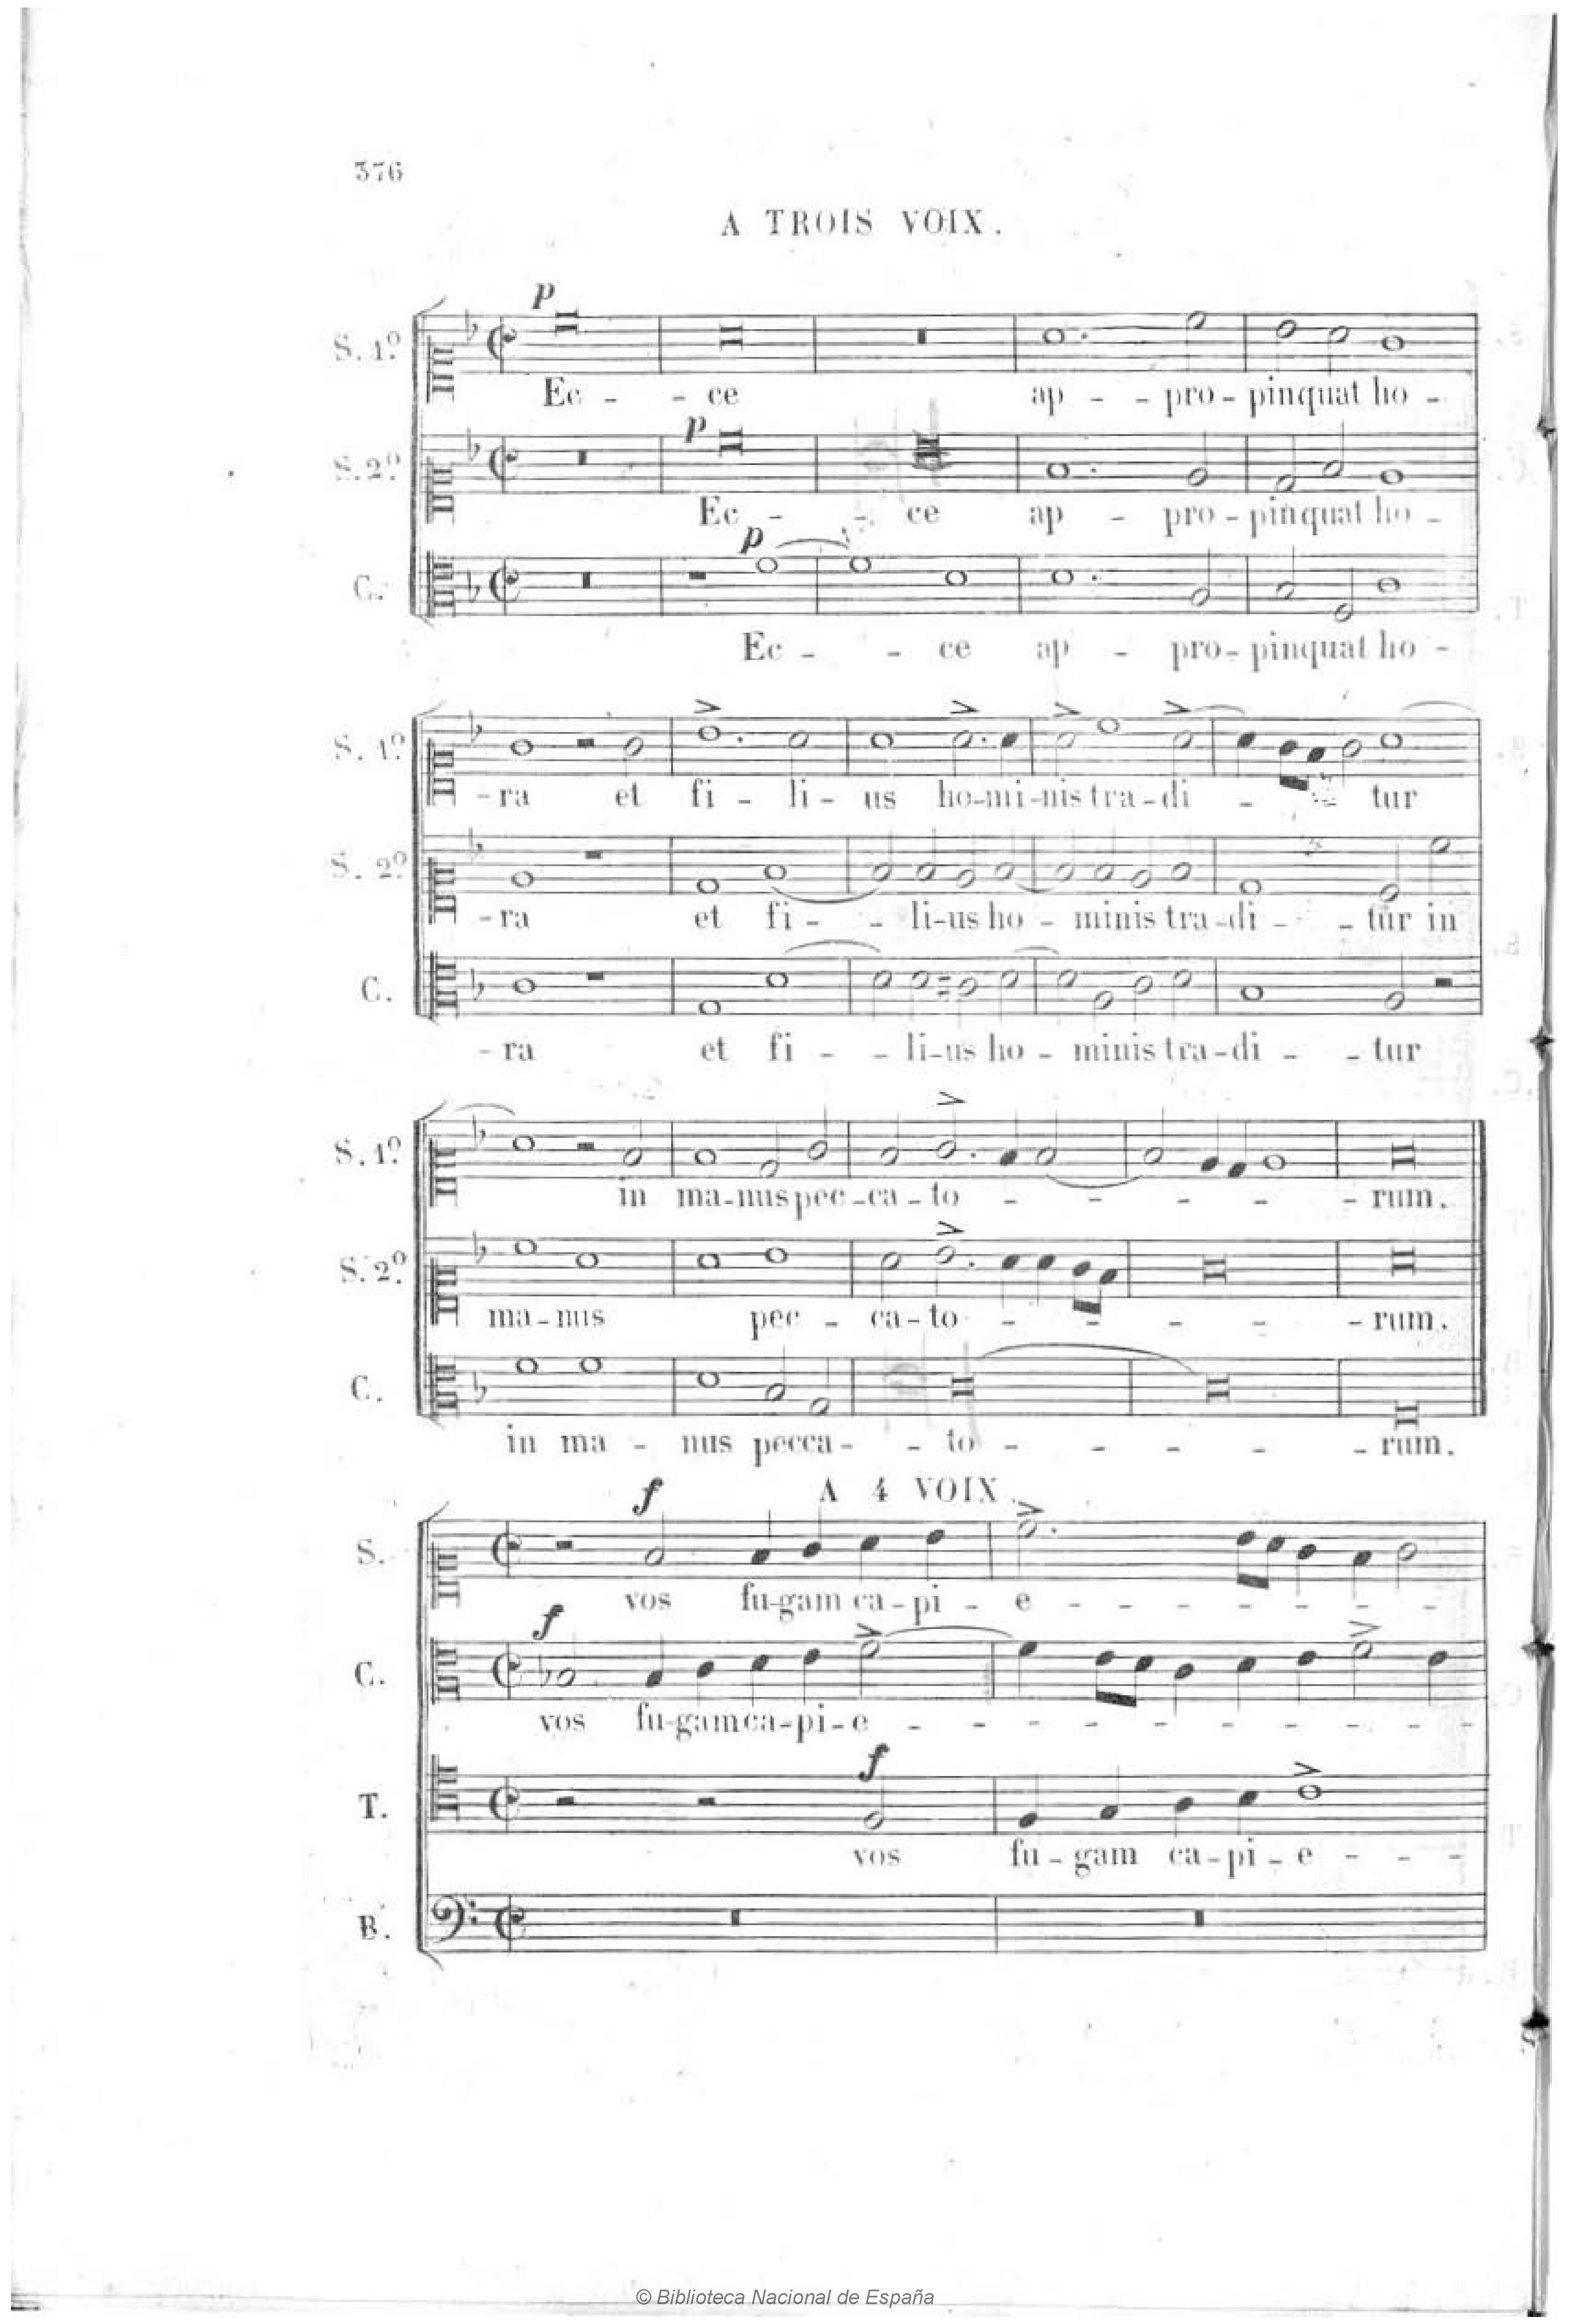 376
A TROIS VOIX.
p
S. 1º.
Ec - - ce ap - - pro - pinquat ho -
p
S. 2º.
Ec - - ce ap - pro - pinquat ho -
p
C.
Ec - - ce ap - pro - pinquat ho -
S. 1º.
- ra et fi - li - us ho - mi - nis tra - di - - tur
S. 2º.
- ra et fi - - li - us ho - minis tra - di - - tur in
C.
- ra et fi - - li - us ho - minis tra - di - - tur
S. 1º.
in ma - nus pec - ca - to - - - - - rum.
S. 2º.
ma - nus pec - ca - to - - - - - rum.
C.
in ma - nus pecca - - to - - - - - rum.
A 4 VOIX.
f
S.
vos fu - gam ca - pi - e - - - - - - -
f
C.
vos fu - gam ca - pi - e - - - - - - - - -
f
T.
vos fu - gam ca - pi - e - - -
B.
© Biblioteca Nacional de España